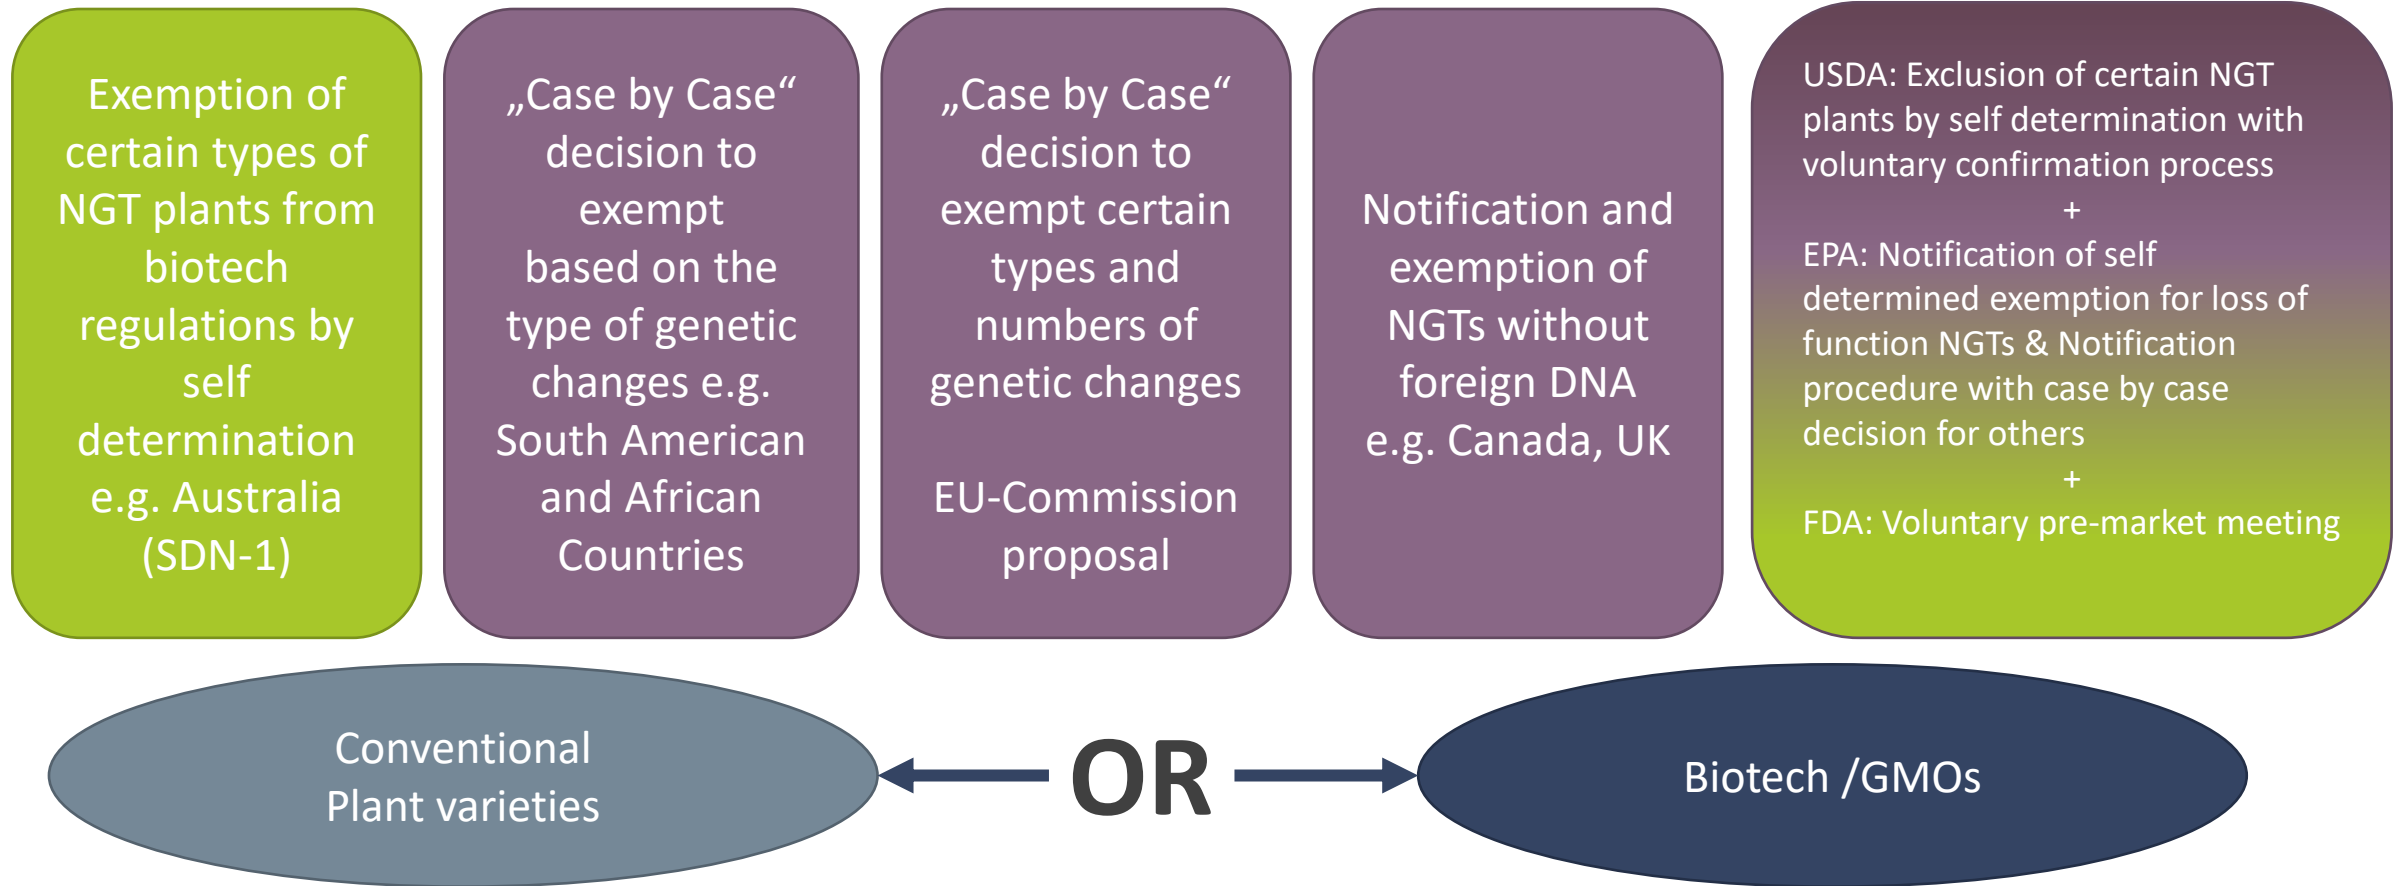 Exemption of
certain types of
NGT plants from
biotech
regulations by
self
determination
e.g. Australia
(SDN-1)
„Case by Case“
decision to
exempt
based on the
type of genetic
changes e.g.
South American
and African
Countries
„Case by Case“
decision to
exempt certain
types and
numbers of
genetic changes
EU-Commission
proposal
Notification and
exemption of
NGTs without
foreign DNA
e.g. Canada, UK
USDA: Exclusion of certain NGT
plants by self determination with
voluntary confirmation process
+
EPA: Notification of self
determined exemption for loss of
function NGTs & Notification
procedure with case by case
decision for others
+
FDA: Voluntary pre-market meeting
Conventional
Plant varieties
OR
Biotech /GMOs